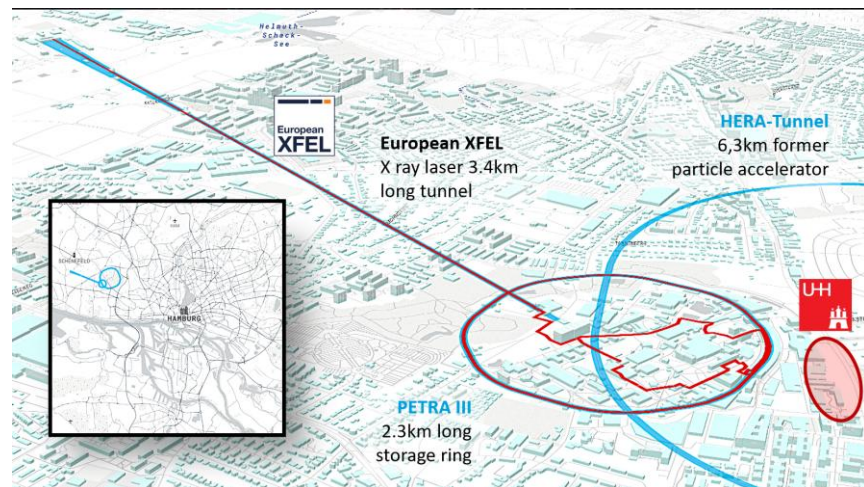 Helmuth-
Schack-
See
European
XFEL
European XFEL
X ray laser 3.4km
long tunnel
HERA-Tunnel
6,3km former
particle accelerator
SCHENEFELD
HAMBURG
UHH
PETRA III
2.3km long
storage ring